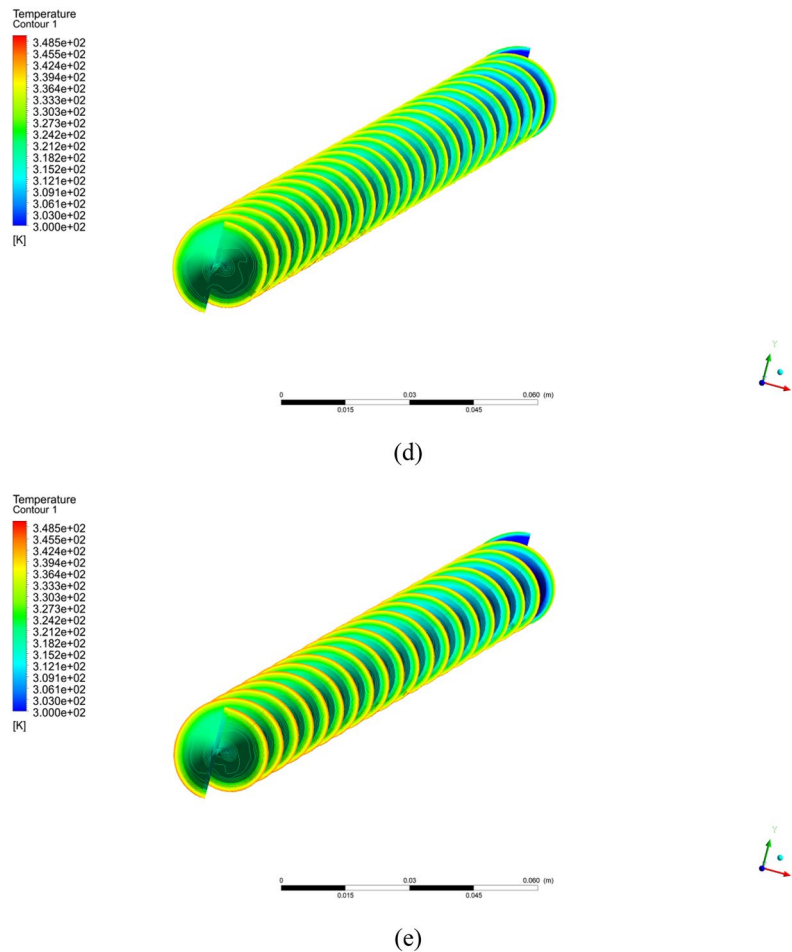 Temperature
Contour 1
3.485e+02
3.455e+02
3.424e+02
3.394e+02
3.364e+02
3.333e+02
3.303e+02
3.273e+02
3.242e+02
3.212e+02
3.182e+02
3.152e+02
3.121e+02
3.091e+02
3.061e+02
3.030e+02
3.000e+02
[K]
Y
0 0.03 0.060 (m)
0.015 0.045
(d)
Temperature
Contour 1
3.485e+02
3.455e+02
3.424e+02
3.394e+02
3.364e+02
3.333e+02
3.303e+02
3.273e+02
3.242e+02
3.212e+02
3.182e+02
3.152e+02
3.121e+02
3.091e+02
3.061e+02
3.030e+02
3.000e+02
[K]
Y
0 0.03 0.060 (m)
0.015 0.045
(e)